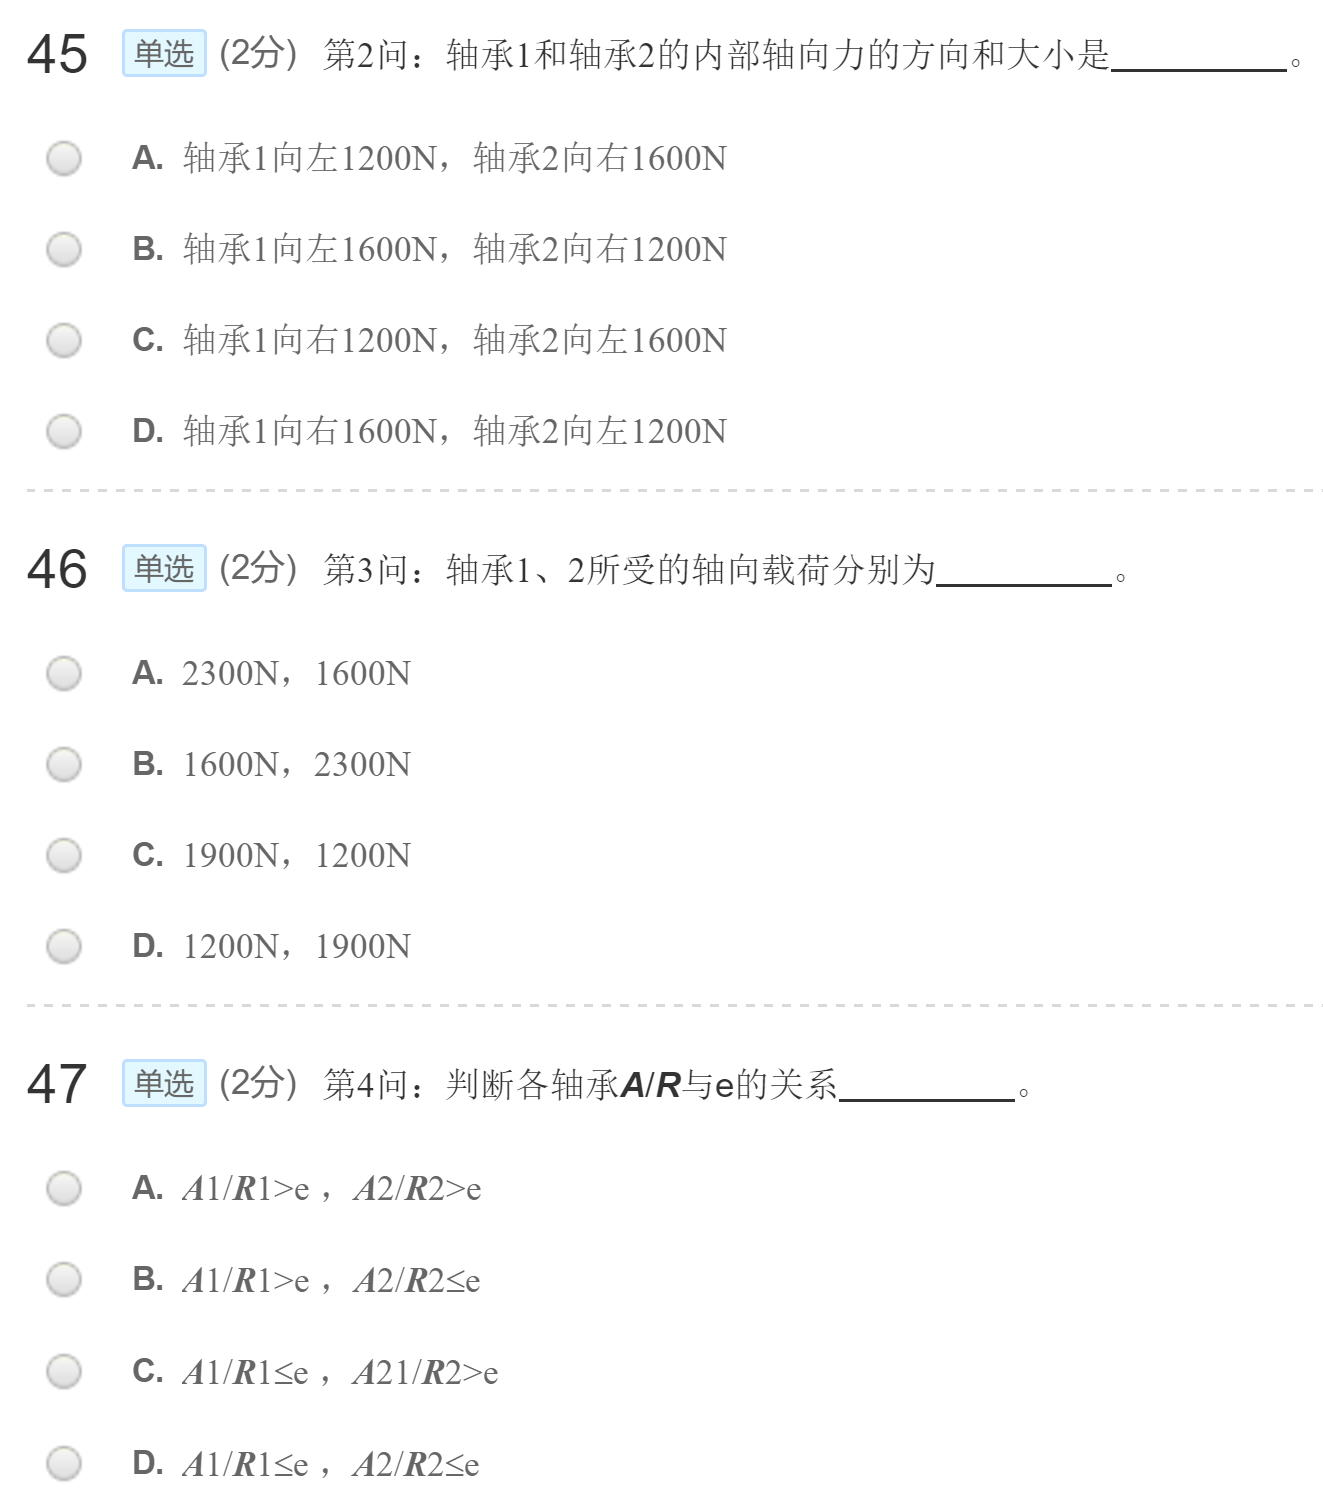 45 单选 (2分) 第2问：轴承1和轴承2的内部轴向力的方向和大小是__________。
A. 轴承1向左1200N，轴承2向右1600N
B. 轴承1向左1600N，轴承2向右1200N
C. 轴承1向右1200N，轴承2向左1600N
D. 轴承1向右1600N，轴承2向左1200N
46 单选 (2分) 第3问：轴承1、2所受的轴向载荷分别为__________。
A. 2300N，1600N
B. 1600N，2300N
C. 1900N，1200N
D. 1200N，1900N
47 单选 (2分) 第4问：判断各轴承A/R与e的关系__________。
A. A1/R1>e ，A2/R2>e
B. A1/R1>e ，A2/R2≤e
C. A1/R1≤e ，A21/R2>e
D. A1/R1≤e ，A2/R2≤e